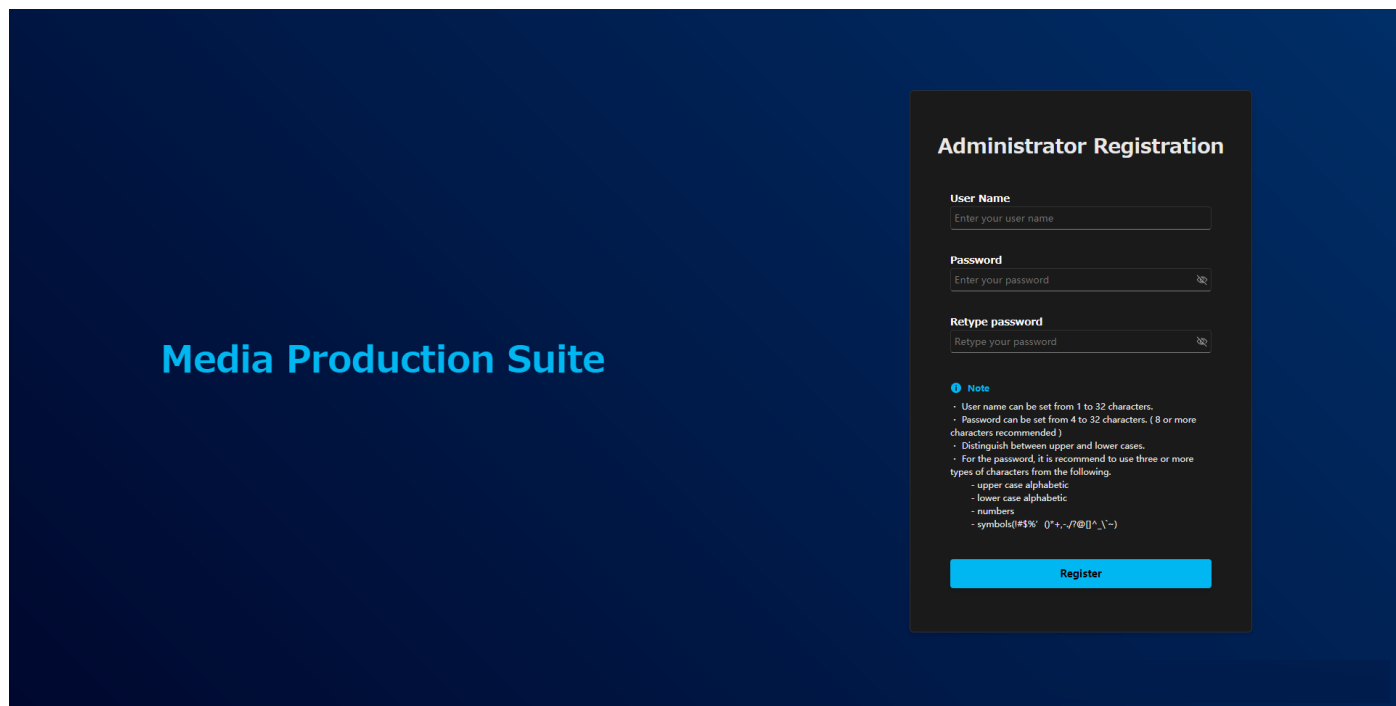 Media Production Suite
Administrator Registration
User Name
Enter your user name
Password
Enter your password
Retype password
Retype your password
Note
・ User name can be set from 1 to 32 characters.
・ Password can be set from 4 to 32 characters. ( 8 or more
characters recommended )
・ Distinguish between upper and lower cases.
・ For the password, it is recommend to use three or more
types of characters from the following.
- upper case alphabetic
- lower case alphabetic
- numbers
- symbols(!#$%' ()*+,-./?@[]^_\`~)
Register